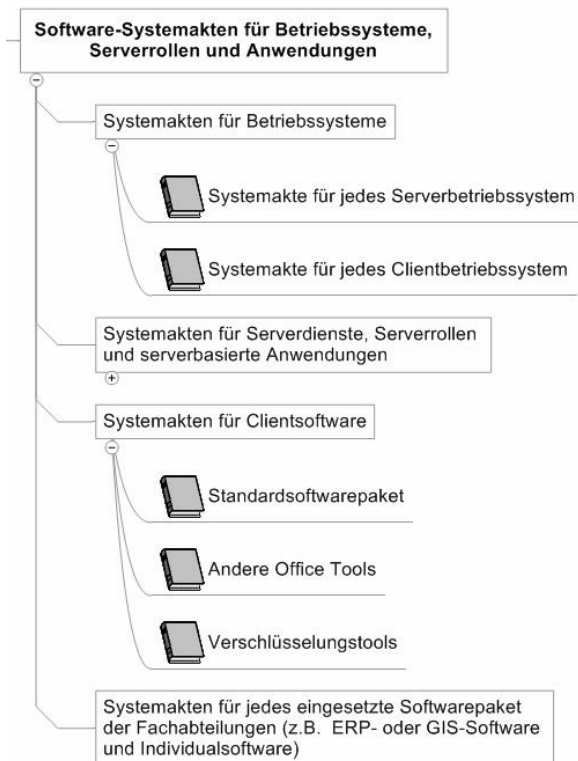 Software-Systemakten für Betriebssysteme,
Serverrollen und Anwendungen
Systemakten für Betriebssysteme
Systemakte für jedes Serverbetriebssystem
Systemakte für jedes Clientbetriebssystem
Systemakten für Serverdienste, Serverrollen
und serverbasierte Anwendungen
Systemakten für Clientsoftware
Standardsoftwarepaket
Andere Office Tools
Verschlüsselungstools
Systemakten für jedes eingesetzte Softwarepaket
der Fachabteilungen (z.B. ERP- oder GIS-Software
und Individualsoftware)